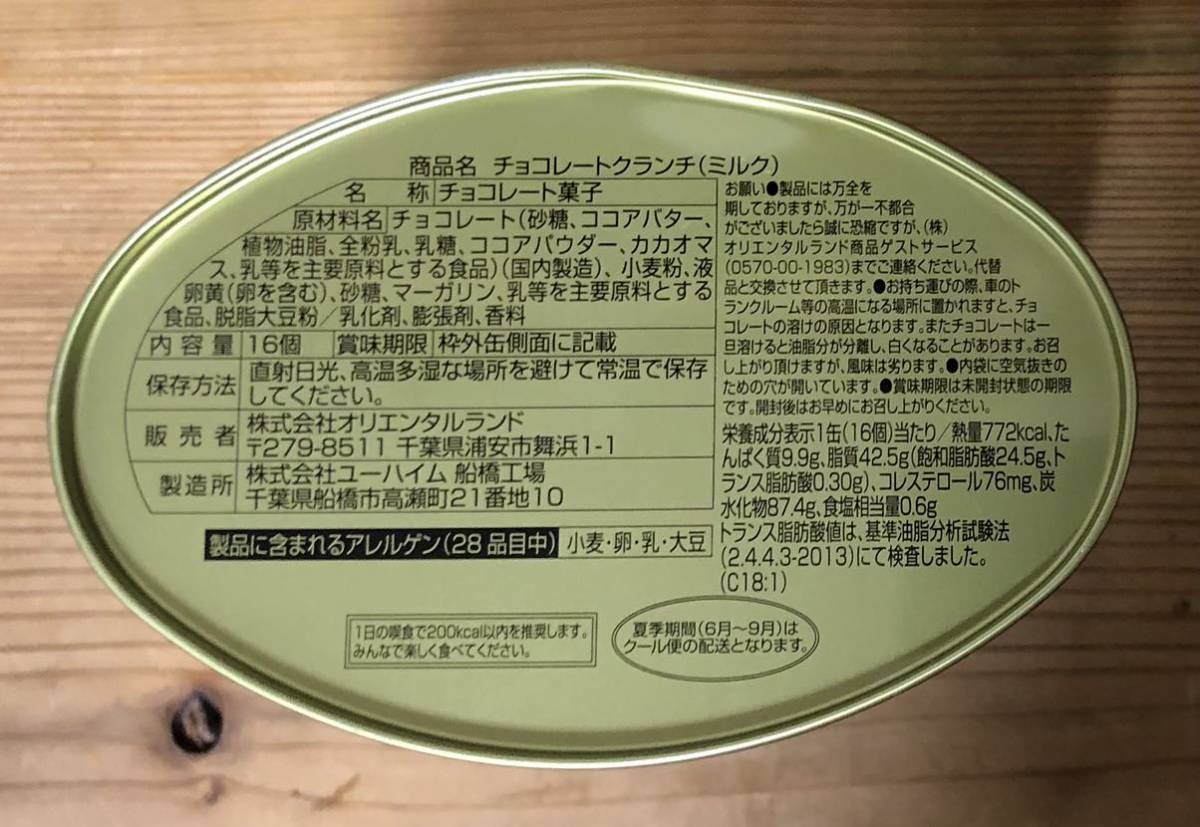 商品名 チョコレートクランチ(ミルク)
名 称 チョコレート菓子
原材料名 チョコレート(砂糖、ココアバター、
植物油脂、全粉乳、乳糖、ココアパウダー、カカオマ
ス、乳等を主要原料とする食品)(国内製造)、小麦粉、液
卵黄(卵を含む)、砂糖、マーガリン、乳等を主要原料とする
食品、脱脂大豆粉/乳化剤、膨張剤、香料
内容量 16個 賞味期限 枠外缶側面に記載
保存方法 直射日光、高温多湿な場所を避けて常温で保存
してください。
販売者 株式会社オリエンタルランド
〒279-8511 千葉県浦安市舞浜1-1
製造所 株式会社ユーハイム 船橋工場
千葉県船橋市高瀬町21番地10
製品に含まれるアレルゲン(28品目中) 小麦・卵・乳・大豆
お願い●製品には万全を
期しておりますが、万が一不都合
がございましたら誠に恐縮ですが、(株)
オリエンタルランド商品ゲストサービス
(0570-00-1983)までご連絡ください。代替
品と交換させて頂きます。●お持ち運びの際、車のト
ランクルーム等の高温になる場所に置かれますと、チョ
コレートの溶けの原因となります。またチョコレートは一
旦溶けると油脂分が分離し、白くなることがあります。お召
し上がり頂けますが、風味は劣ります。●内袋に空気抜きの
ための穴が開いています。●賞味期限は未開封状態の期限
です。開封後はお早めにお召し上がりください。
栄養成分表示1缶(16個)当たり/熱量772kcal、た
んぱく質9.9g、脂質42.5g(飽和脂肪酸24.5g、ト
ランス脂肪酸0.30g)、コレステロール76mg、炭
水化物87.4g、食塩相当量0.6g
トランス脂肪酸値は、基準油脂分析試験法
(2.4.4.3-2013)にて検査しました。
(C18:1)
1日の喫食で200kcal以内を推奨します。
みんなで楽しく食べてください。
夏季期間(6月～9月)は
クール便の配送となります。